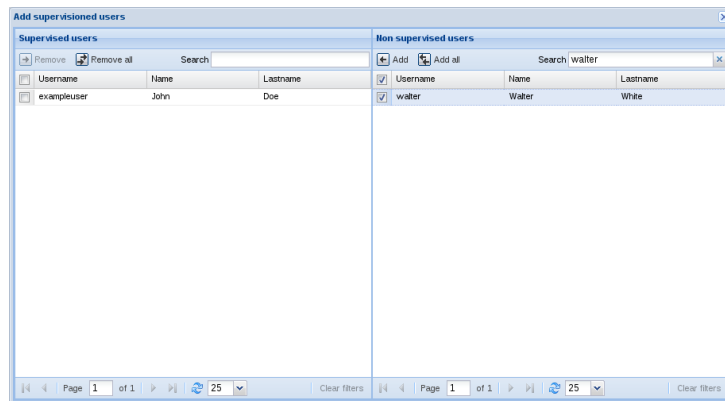 Add supervisioned users
Supervised users
Remove Remove all Search
Username Name Lastname
exampleuser John Doe
Page 1 of 1 25 Clear filters
Non supervised users
Add Add all Search walter
Username Name Lastname
walter Walter White
Page 1 of 1 25 Clear filters